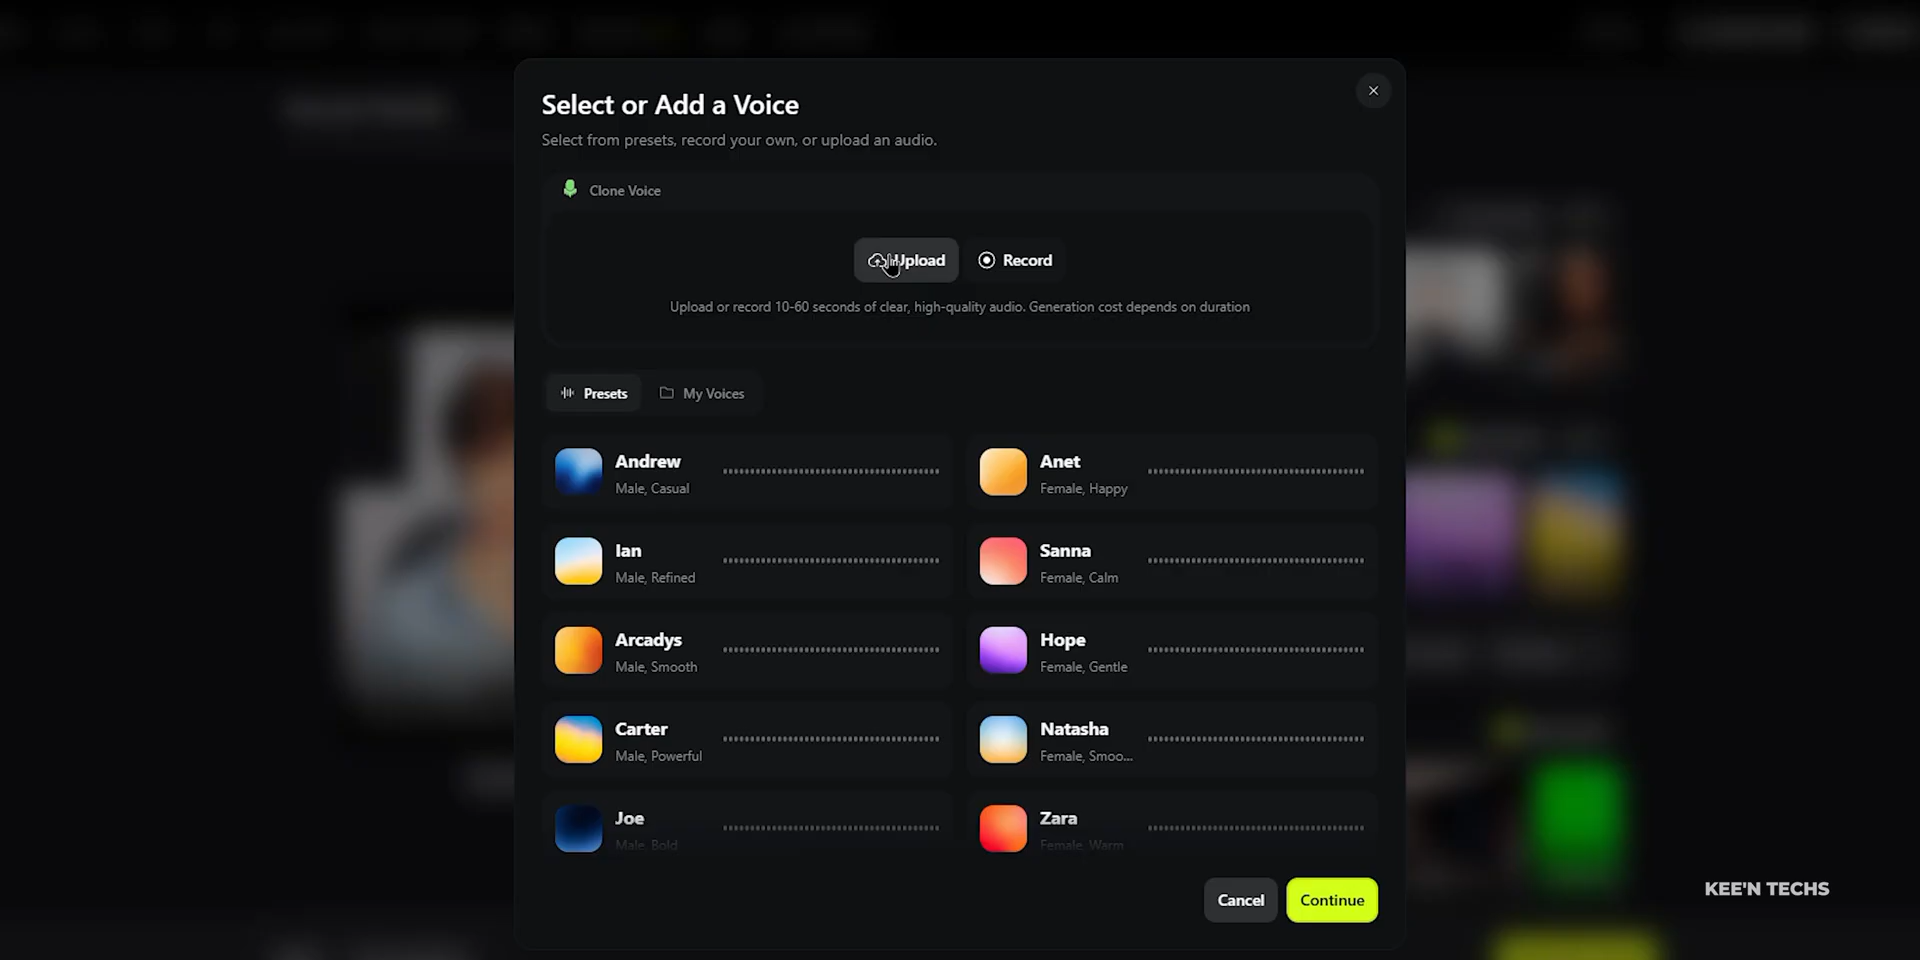 Select or Add a Voice
Select from presets, record your own, or upload an audio.
Clone Voice
Upload
Record
Upload or record 10-60 seconds of clear, high-quality audio. Generation cost depends on duration
Presets
My Voices
Andrew
Male, Casual
Anet
Female, Happy
Ian
Male, Refined
Sanna
Female, Calm
Arcadys
Male, Smooth
Hope
Female, Gentle
Carter
Male, Powerful
Natasha
Female, Smoo...
Joe
Male, Bold
Zara
Female, Warm
Cancel
Continue
KEE'N TECHS